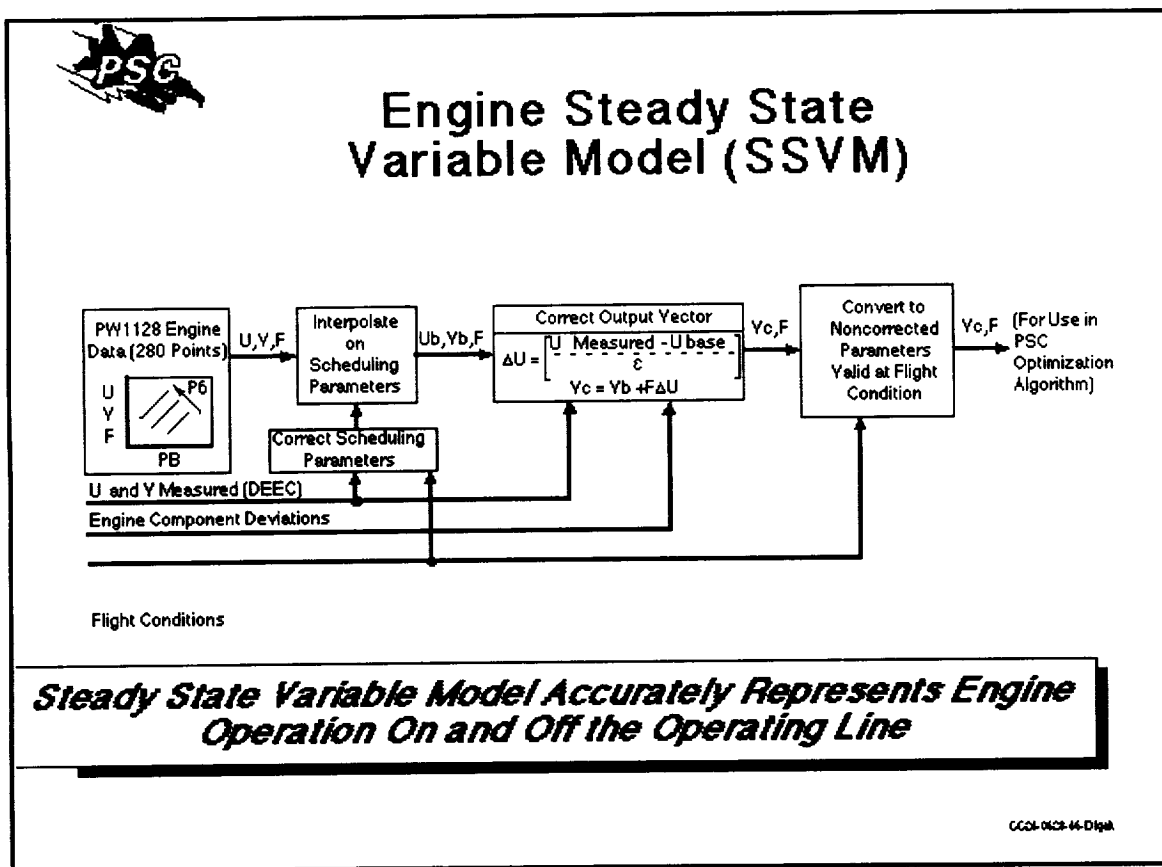 PSC
Engine Steady State
Variable Model (SSVM)
PW1128 Engine
Data (280 Points)
U
Y
F
P6
PB
U,Y,F
Interpolate
on
Scheduling
Parameters
Correct Scheduling
Parameters
Ub,Yb,F
Correct Output Vector
ΔU = [U Measured - U base
ε]
Yc = Yb +FΔU
Yc,F
Convert to
Noncorrected
Parameters
Valid at Flight
Condition
Yc,F
(For Use in
PSC
Optimization
Algorithm)
U and Y Measured (DEEC)
Engine Component Deviations
Flight Conditions
Steady State Variable Model Accurately Represents Engine
Operation On and Off the Operating Line